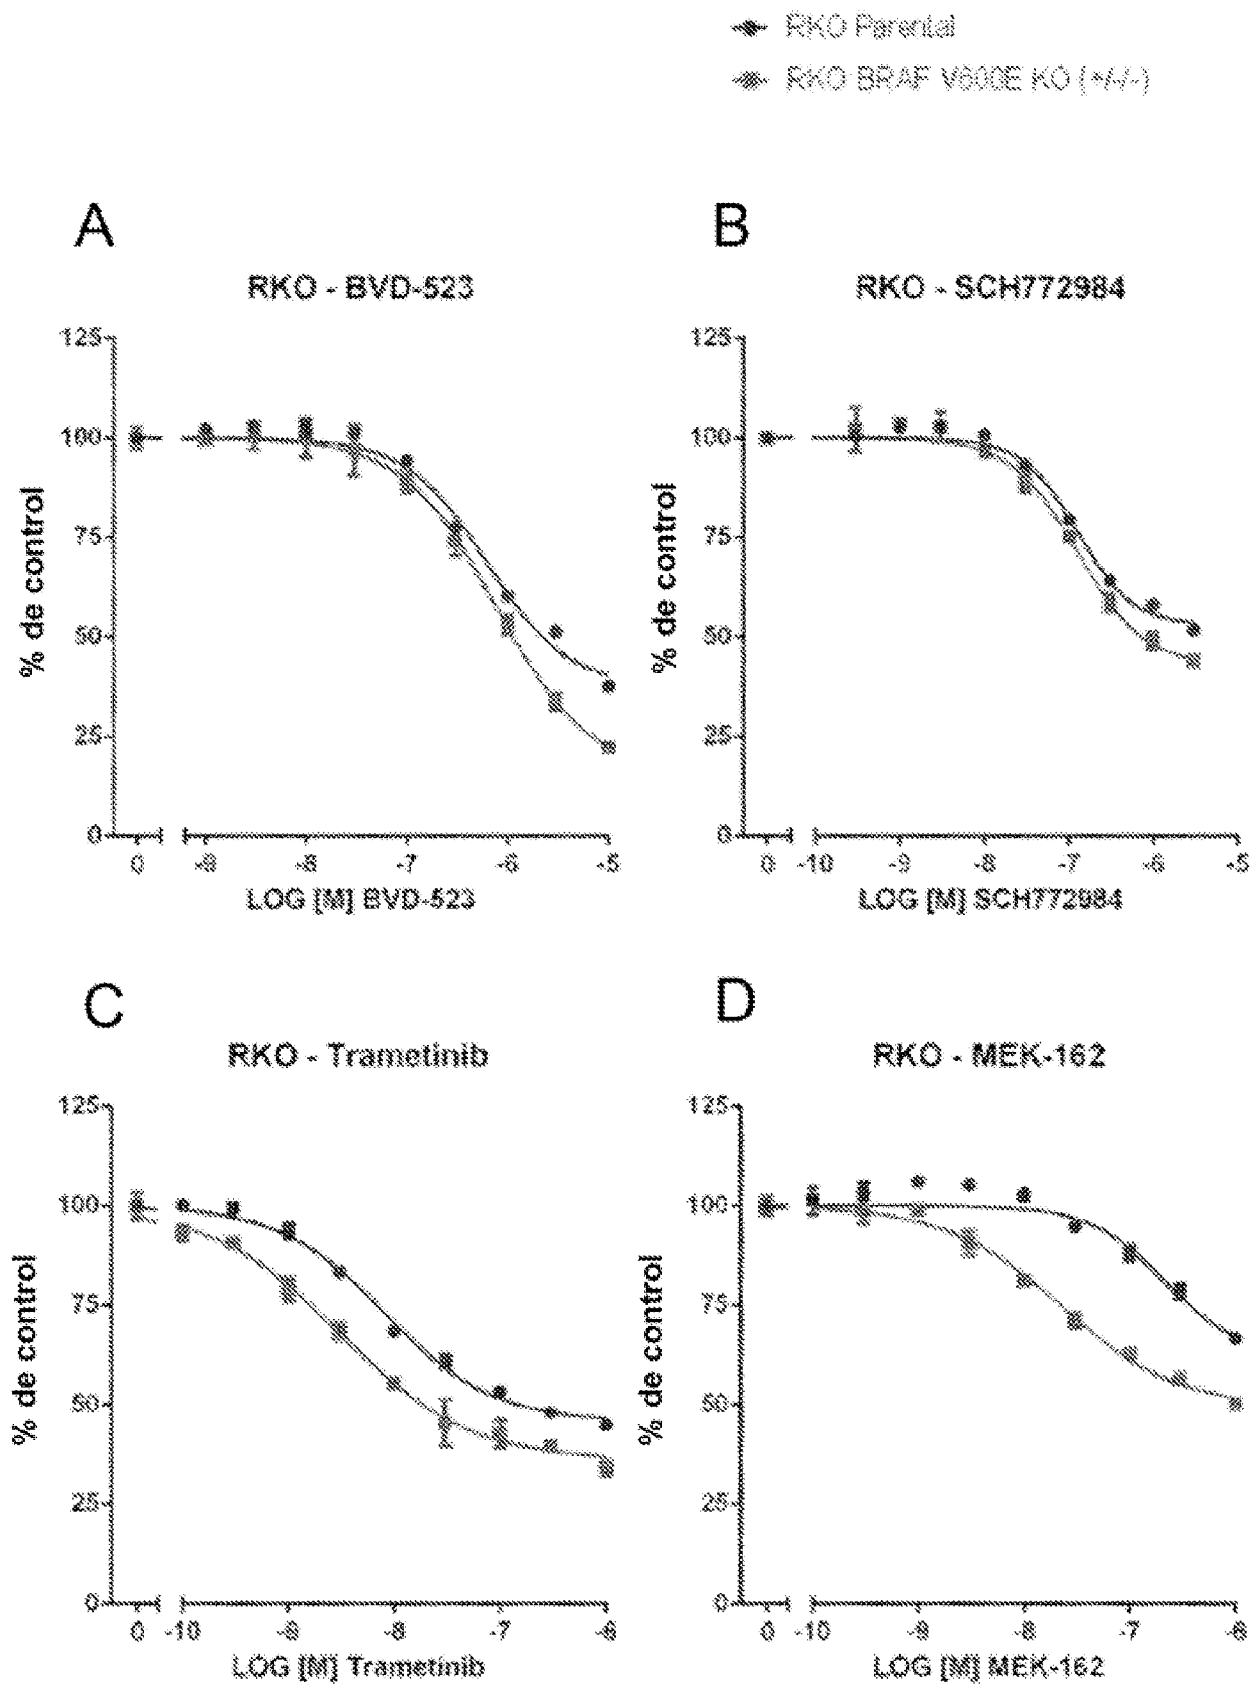 RKO Parental
RKO BRAF V600E KO (+/-/-)
A
RKO - BVD-523
125
100
75
50
25
0
% de control
0 -9 -8 -7 -6 -5
LOG [M] BVD-523
B
RKO - SCH772984
125
100
75
50
25
0
% de control
0 -10 -9 -8 -7 -6 -5
LOG [M] SCH772984
C
RKO - Trametinib
125
100
75
50
25
0
% de control
0 -10 -9 -8 -7 -6
LOG [M] Trametinib
D
RKO - MEK-162
125
100
75
50
25
0
% de control
0 -10 -9 -8 -7 -6
LOG [M] MEK-162